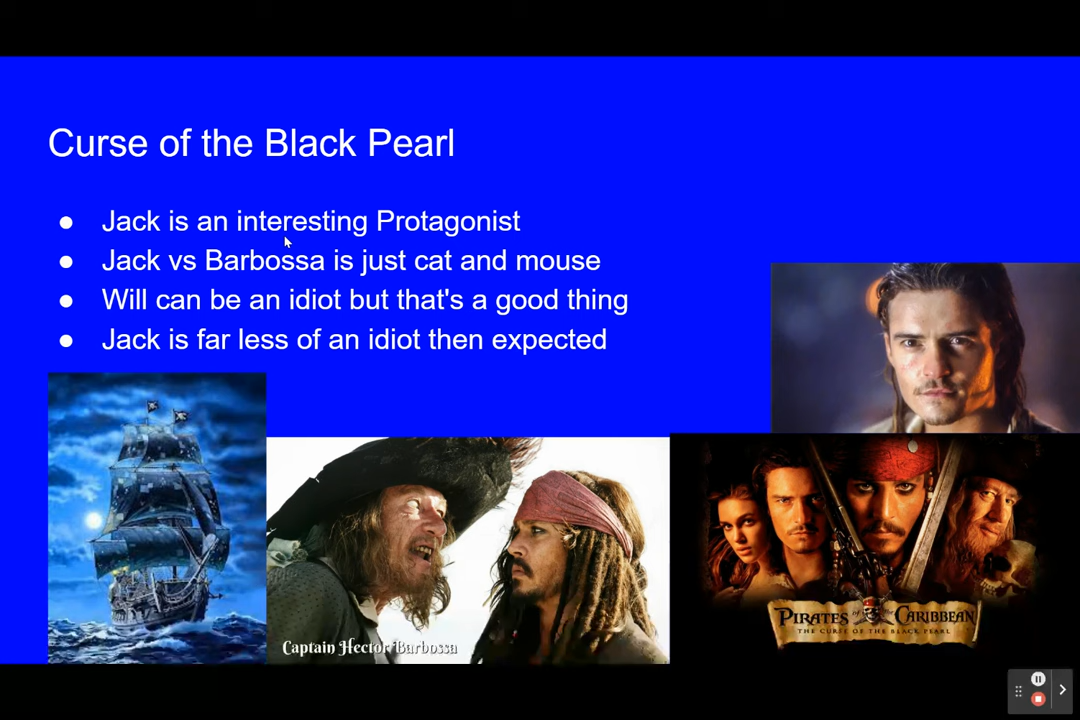 Curse of the Black Pearl
● Jack is an interesting Protagonist
● Jack vs Barbossa is just cat and mouse
● Will can be an idiot but that's a good thing
● Jack is far less of an idiot then expected
Captain Hector Barbossa
PIRATES of the CARIBBEAN
THE CURSE OF THE BLACK PEARL